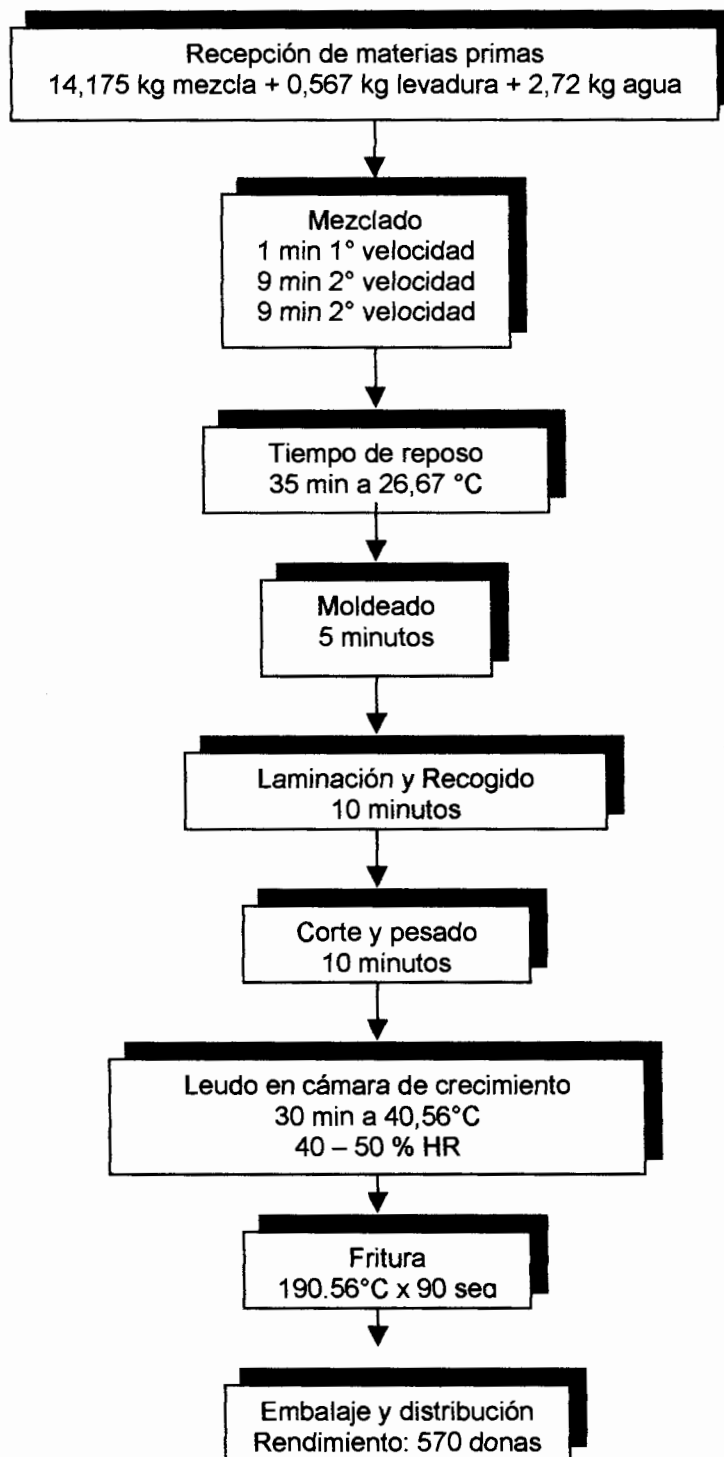 Recepción de materias primas
14,175 kg mezcla + 0,567 kg levadura + 2,72 kg agua
Mezclado
1 min 1° velocidad
9 min 2° velocidad
9 min 2° velocidad
Tiempo de reposo
35 min a 26,67 °C
Moldeado
5 minutos
Laminación y Recogido
10 minutos
Corte y pesado
10 minutos
Leudo en cámara de crecimiento
30 min a 40,56°C
40 – 50 % HR
Fritura
190.56°C x 90 seg
Embalaje y distribución
Rendimiento: 570 donas